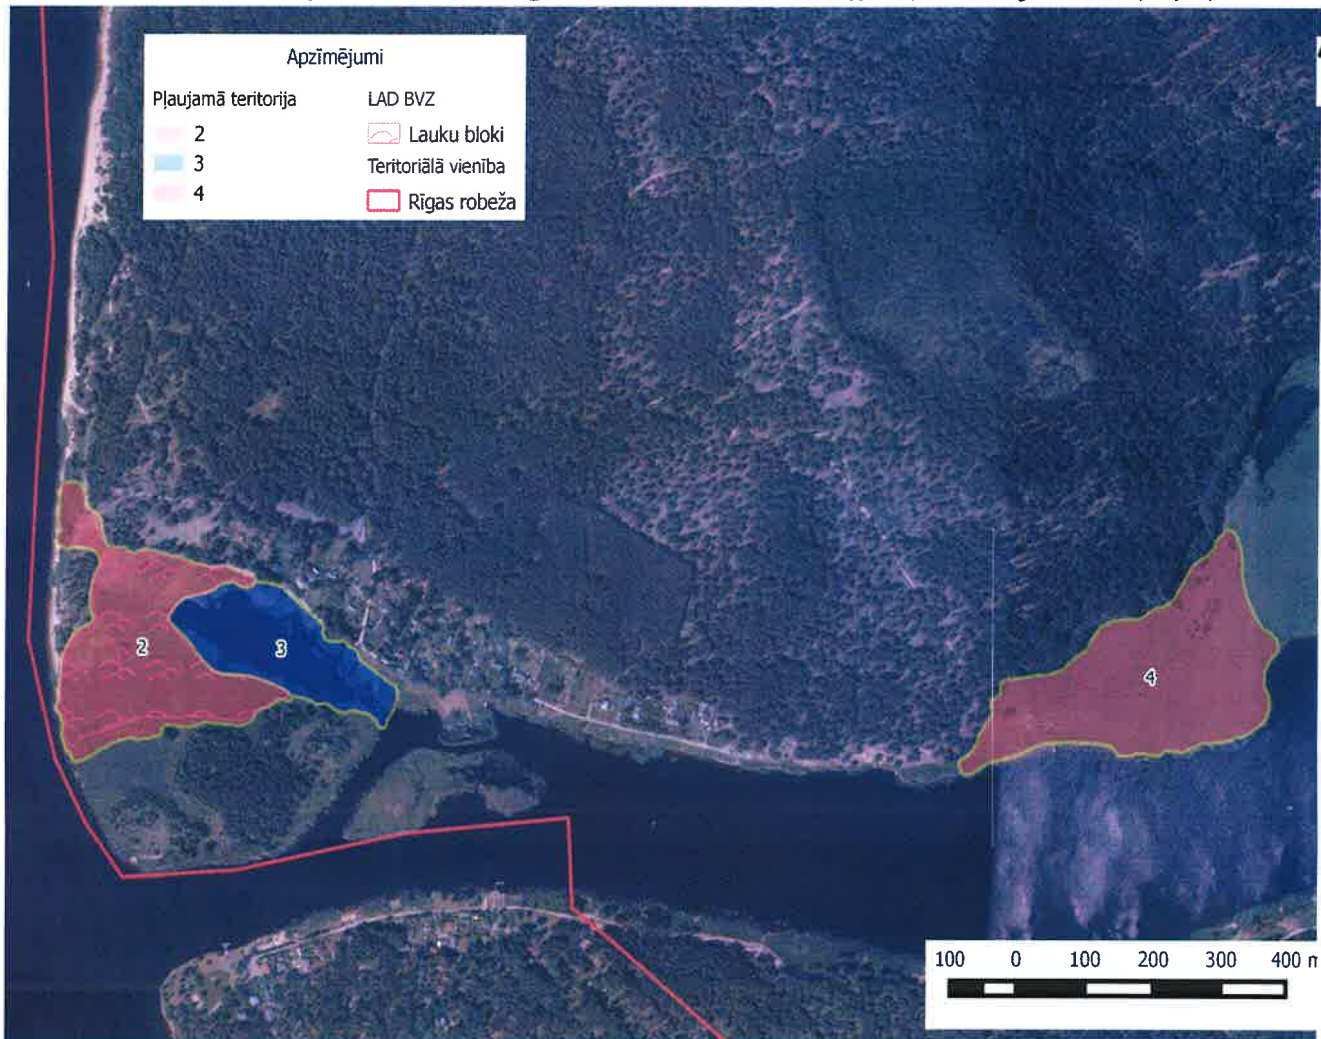 Apzīmējumi
Pļaujamā teritorija
2
3
4
LAD BVZ
Lauku bloki
Teritoriālā vienība
Rīgas robeža
2
3
4
100 0 100 200 300 400 m